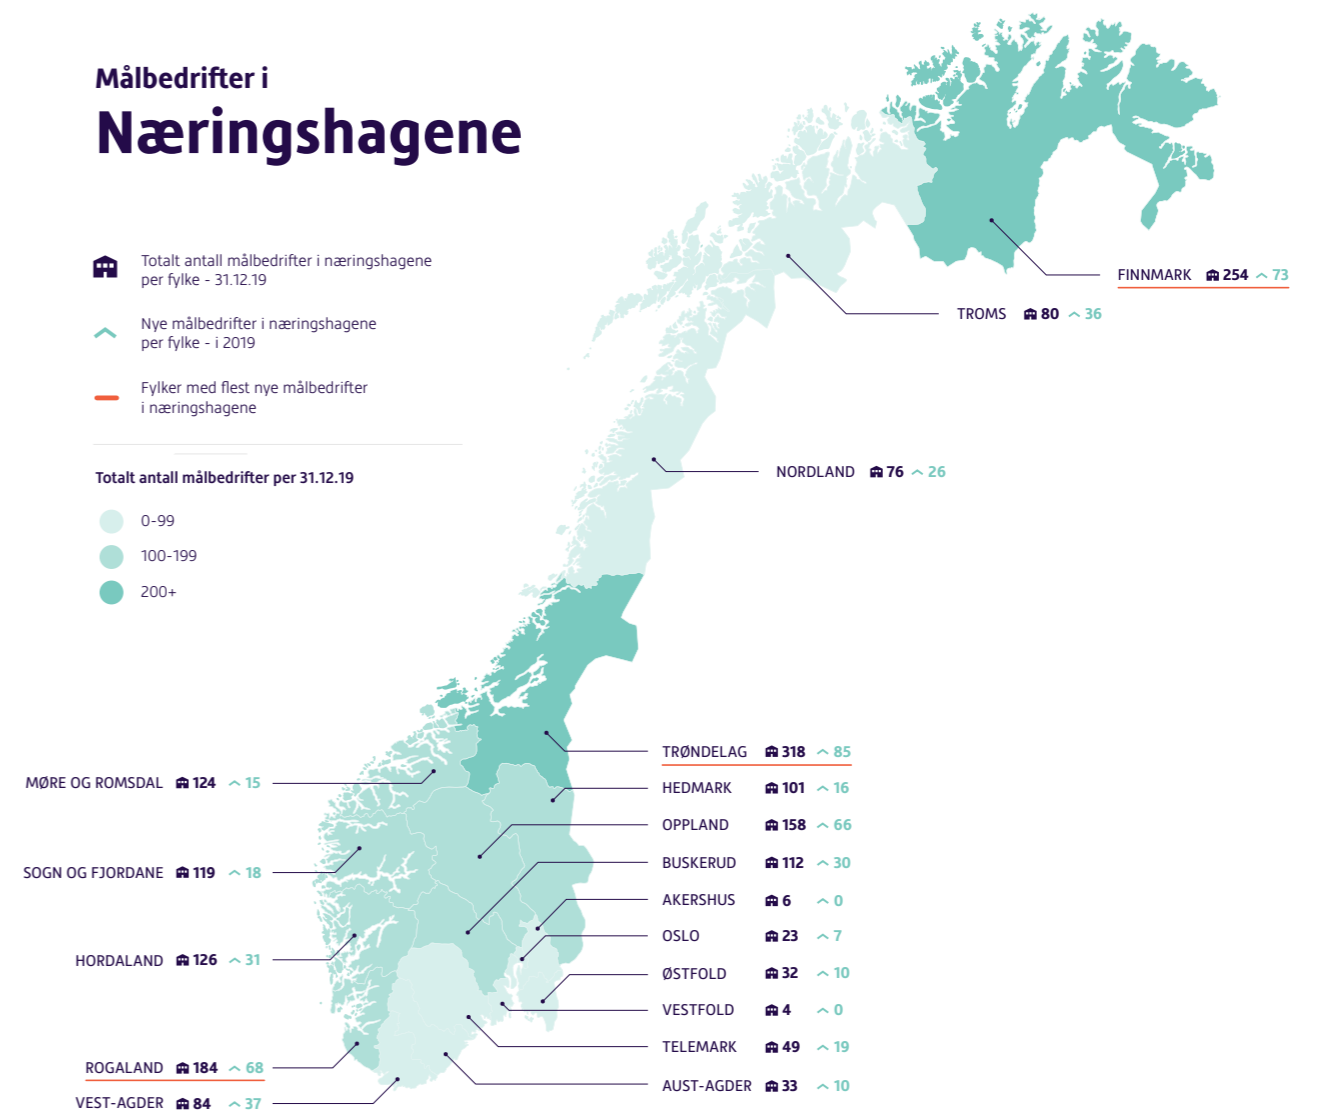 Målbedrifter i
Næringshagene
Totalt antall målbedrifter i næringshagene
per fylke - 31.12.19
Nye målbedrifter i næringshagene
per fylke - i 2019
Fylker med flest nye målbedrifter
i næringshagene
Totalt antall målbedrifter per 31.12.19
0-99
100-199
200+
FINNMARK 254 73
TROMS 80 36
NORDLAND 76 26
TRØNDELAG 318 85
HEDMARK 101 16
OPPLAND 158 66
BUSKERUD 112 30
AKERSHUS 6 0
OSLO 23 7
ØSTFOLD 32 10
VESTFOLD 4 0
TELEMARK 49 19
AUST-AGDER 33 10
MØRE OG ROMSDAL 124 15
SOGN OG FJORDANE 119 18
HORDALAND 126 31
ROGALAND 184 68
VEST-AGDER 84 37